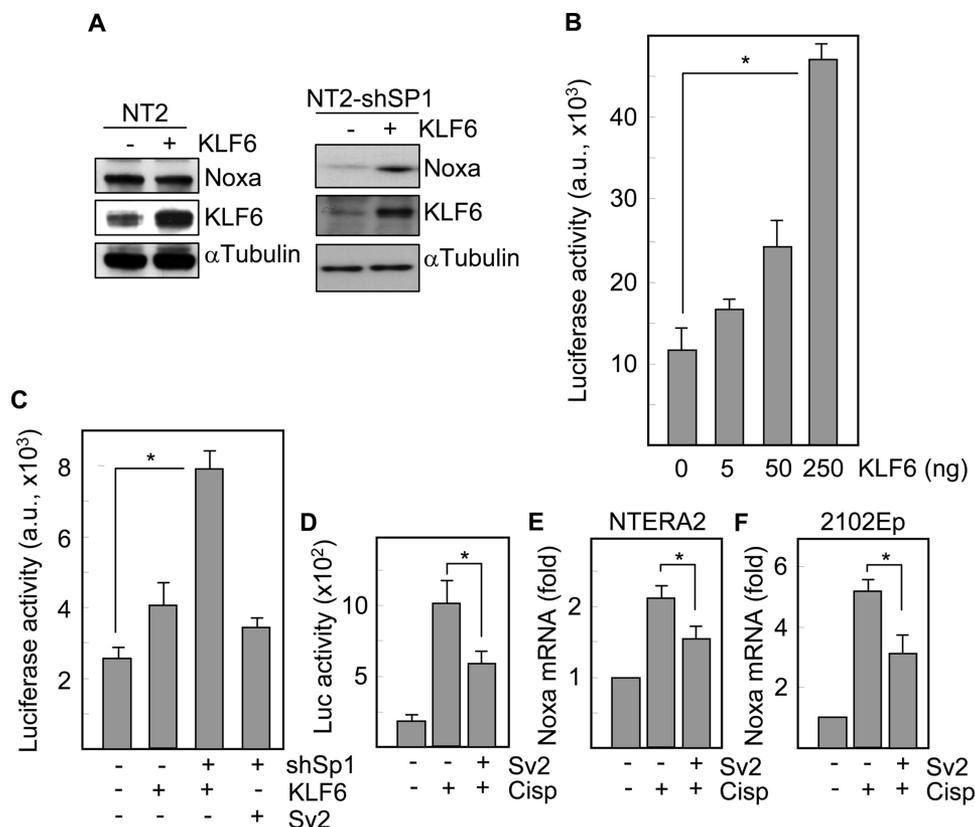 A
NT2
- + KLF6
Noxa
KLF6
αTubulin
NT2-shSP1
- + KLF6
Noxa
KLF6
αTubulin
B
Luciferase activity (a.u., x10³)
40
30
20
10
*
0 5 50 250 KLF6 (ng)
C
Luciferase activity (a.u., x10³)
8
6
4
2
*
- - + + shSp1
- + + - KLF6
- - - + Sv2
D
Luc activity (x10²)
10
5
*
- - + Sv2
- + + Cisp
E
NTERA2
Noxa mRNA (fold)
2
1
*
- - + Sv2
- + + Cisp
F
2102Ep
Noxa mRNA (fold)
6
4
2
*
- - + Sv2
- + + Cisp